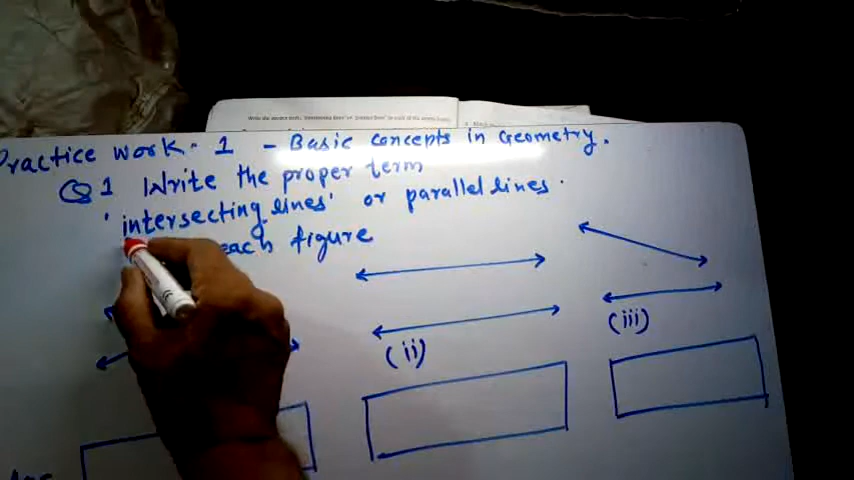 Practice work. 1 - Basic concepts in Geometry.
Q 1 Write the proper term
'intersecting lines' or parallel lines.
each figure
(ii)
(iii)